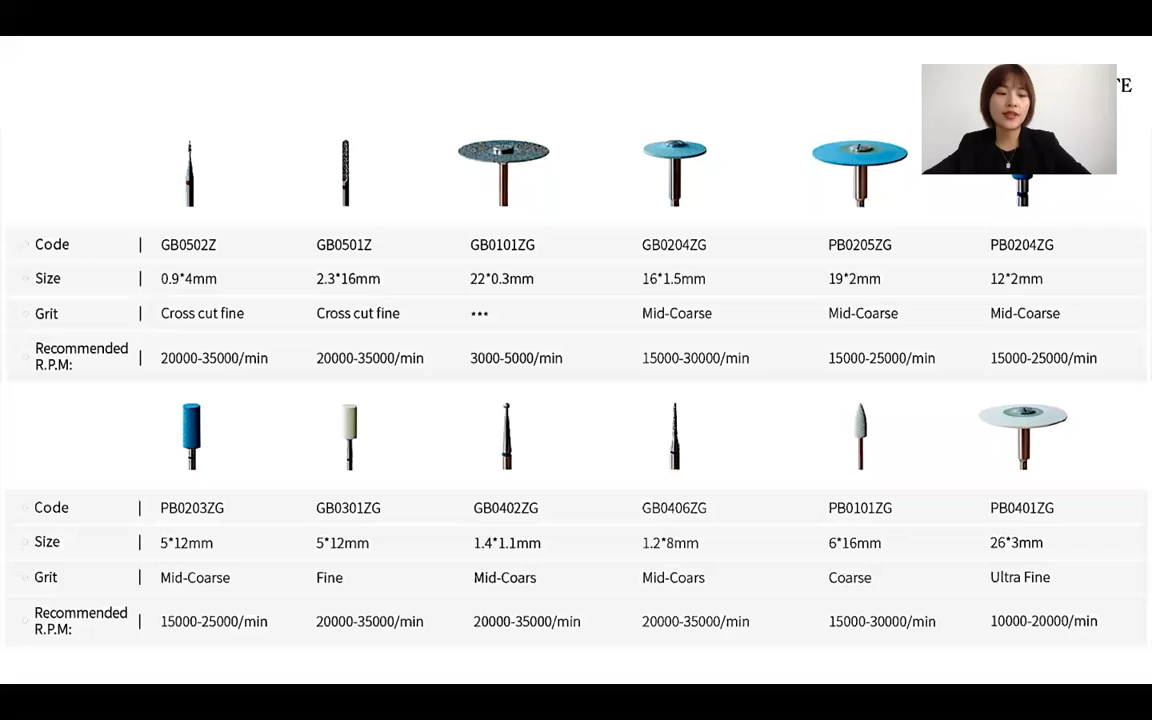 TE
Code | GB0502Z GB0501Z GB0101ZG GB0204ZG PB0205ZG PB0204ZG
Size | 0.9*4mm 2.3*16mm 22*0.3mm 16*1.5mm 19*2mm 12*2mm
Grit | Cross cut fine Cross cut fine *** Mid-Coarse Mid-Coarse Mid-Coarse
Recommended
R.P.M: | 20000-35000/min 20000-35000/min 3000-5000/min 15000-30000/min 15000-25000/min 15000-25000/min
Code | PB0203ZG GB0301ZG GB0402ZG GB0406ZG PB0101ZG PB0401ZG
Size | 5*12mm 5*12mm 1.4*1.1mm 1.2*8mm 6*16mm 26*3mm
Grit | Mid-Coarse Fine Mid-Coars Mid-Coars Coarse Ultra Fine
Recommended
R.P.M: | 15000-25000/min 20000-35000/min 20000-35000/min 20000-35000/min 15000-30000/min 10000-20000/min